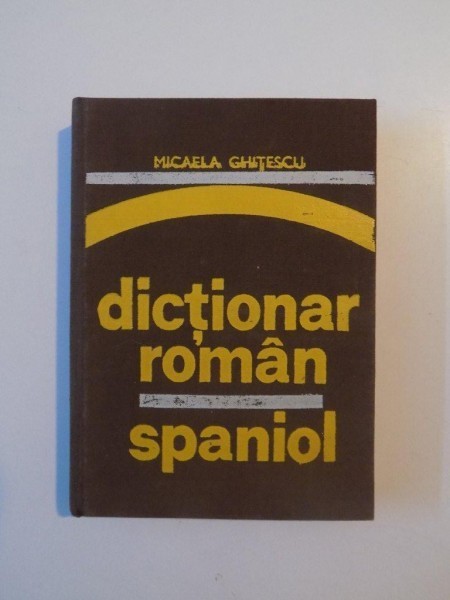 MICAELA GHIȚESCU
dicționar
român
spaniol